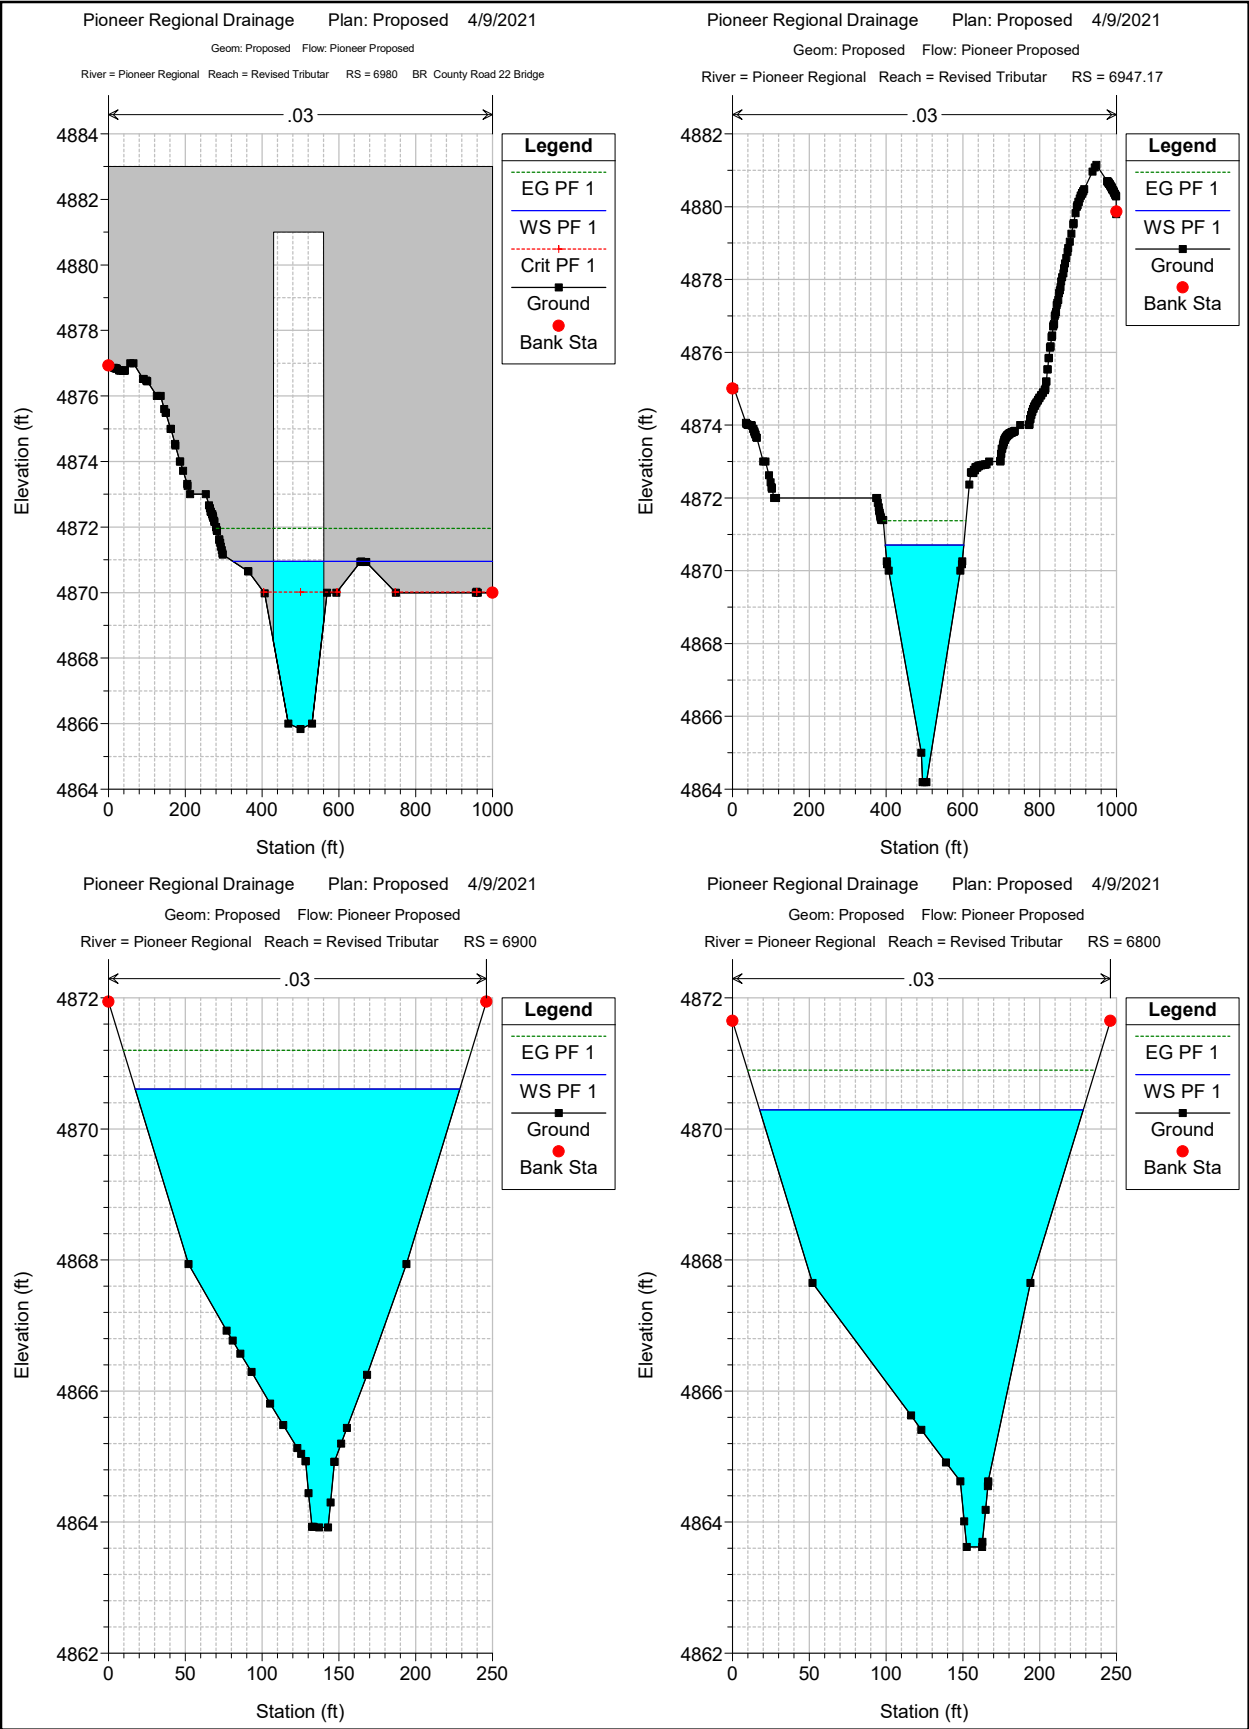 Pioneer Regional Drainage Plan: Proposed 4/9/2021
Geom: Proposed Flow: Pioneer Proposed
River = Pioneer Regional Reach = Revised Tributar RS = 6980 BR County Road 22 Bridge
.03
4884
4882
4880
4878
4876
4874
4872
4870
4868
4866
4864
Elevation (ft)
0 200 400 600 800 1000
Station (ft)
Legend
EG PF 1
WS PF 1
Crit PF 1
Ground
Bank Sta
Pioneer Regional Drainage Plan: Proposed 4/9/2021
Geom: Proposed Flow: Pioneer Proposed
River = Pioneer Regional Reach = Revised Tributar RS = 6947.17
.03
4882
4880
4878
4876
4874
4872
4870
4868
4866
4864
Elevation (ft)
0 200 400 600 800 1000
Station (ft)
Legend
EG PF 1
WS PF 1
Ground
Bank Sta
Pioneer Regional Drainage Plan: Proposed 4/9/2021
Geom: Proposed Flow: Pioneer Proposed
River = Pioneer Regional Reach = Revised Tributar RS = 6900
.03
4872
4870
4868
4866
4864
4862
Elevation (ft)
0 50 100 150 200 250
Station (ft)
Legend
EG PF 1
WS PF 1
Ground
Bank Sta
Pioneer Regional Drainage Plan: Proposed 4/9/2021
Geom: Proposed Flow: Pioneer Proposed
River = Pioneer Regional Reach = Revised Tributar RS = 6800
.03
4872
4870
4868
4866
4864
4862
Elevation (ft)
0 50 100 150 200 250
Station (ft)
Legend
EG PF 1
WS PF 1
Ground
Bank Sta